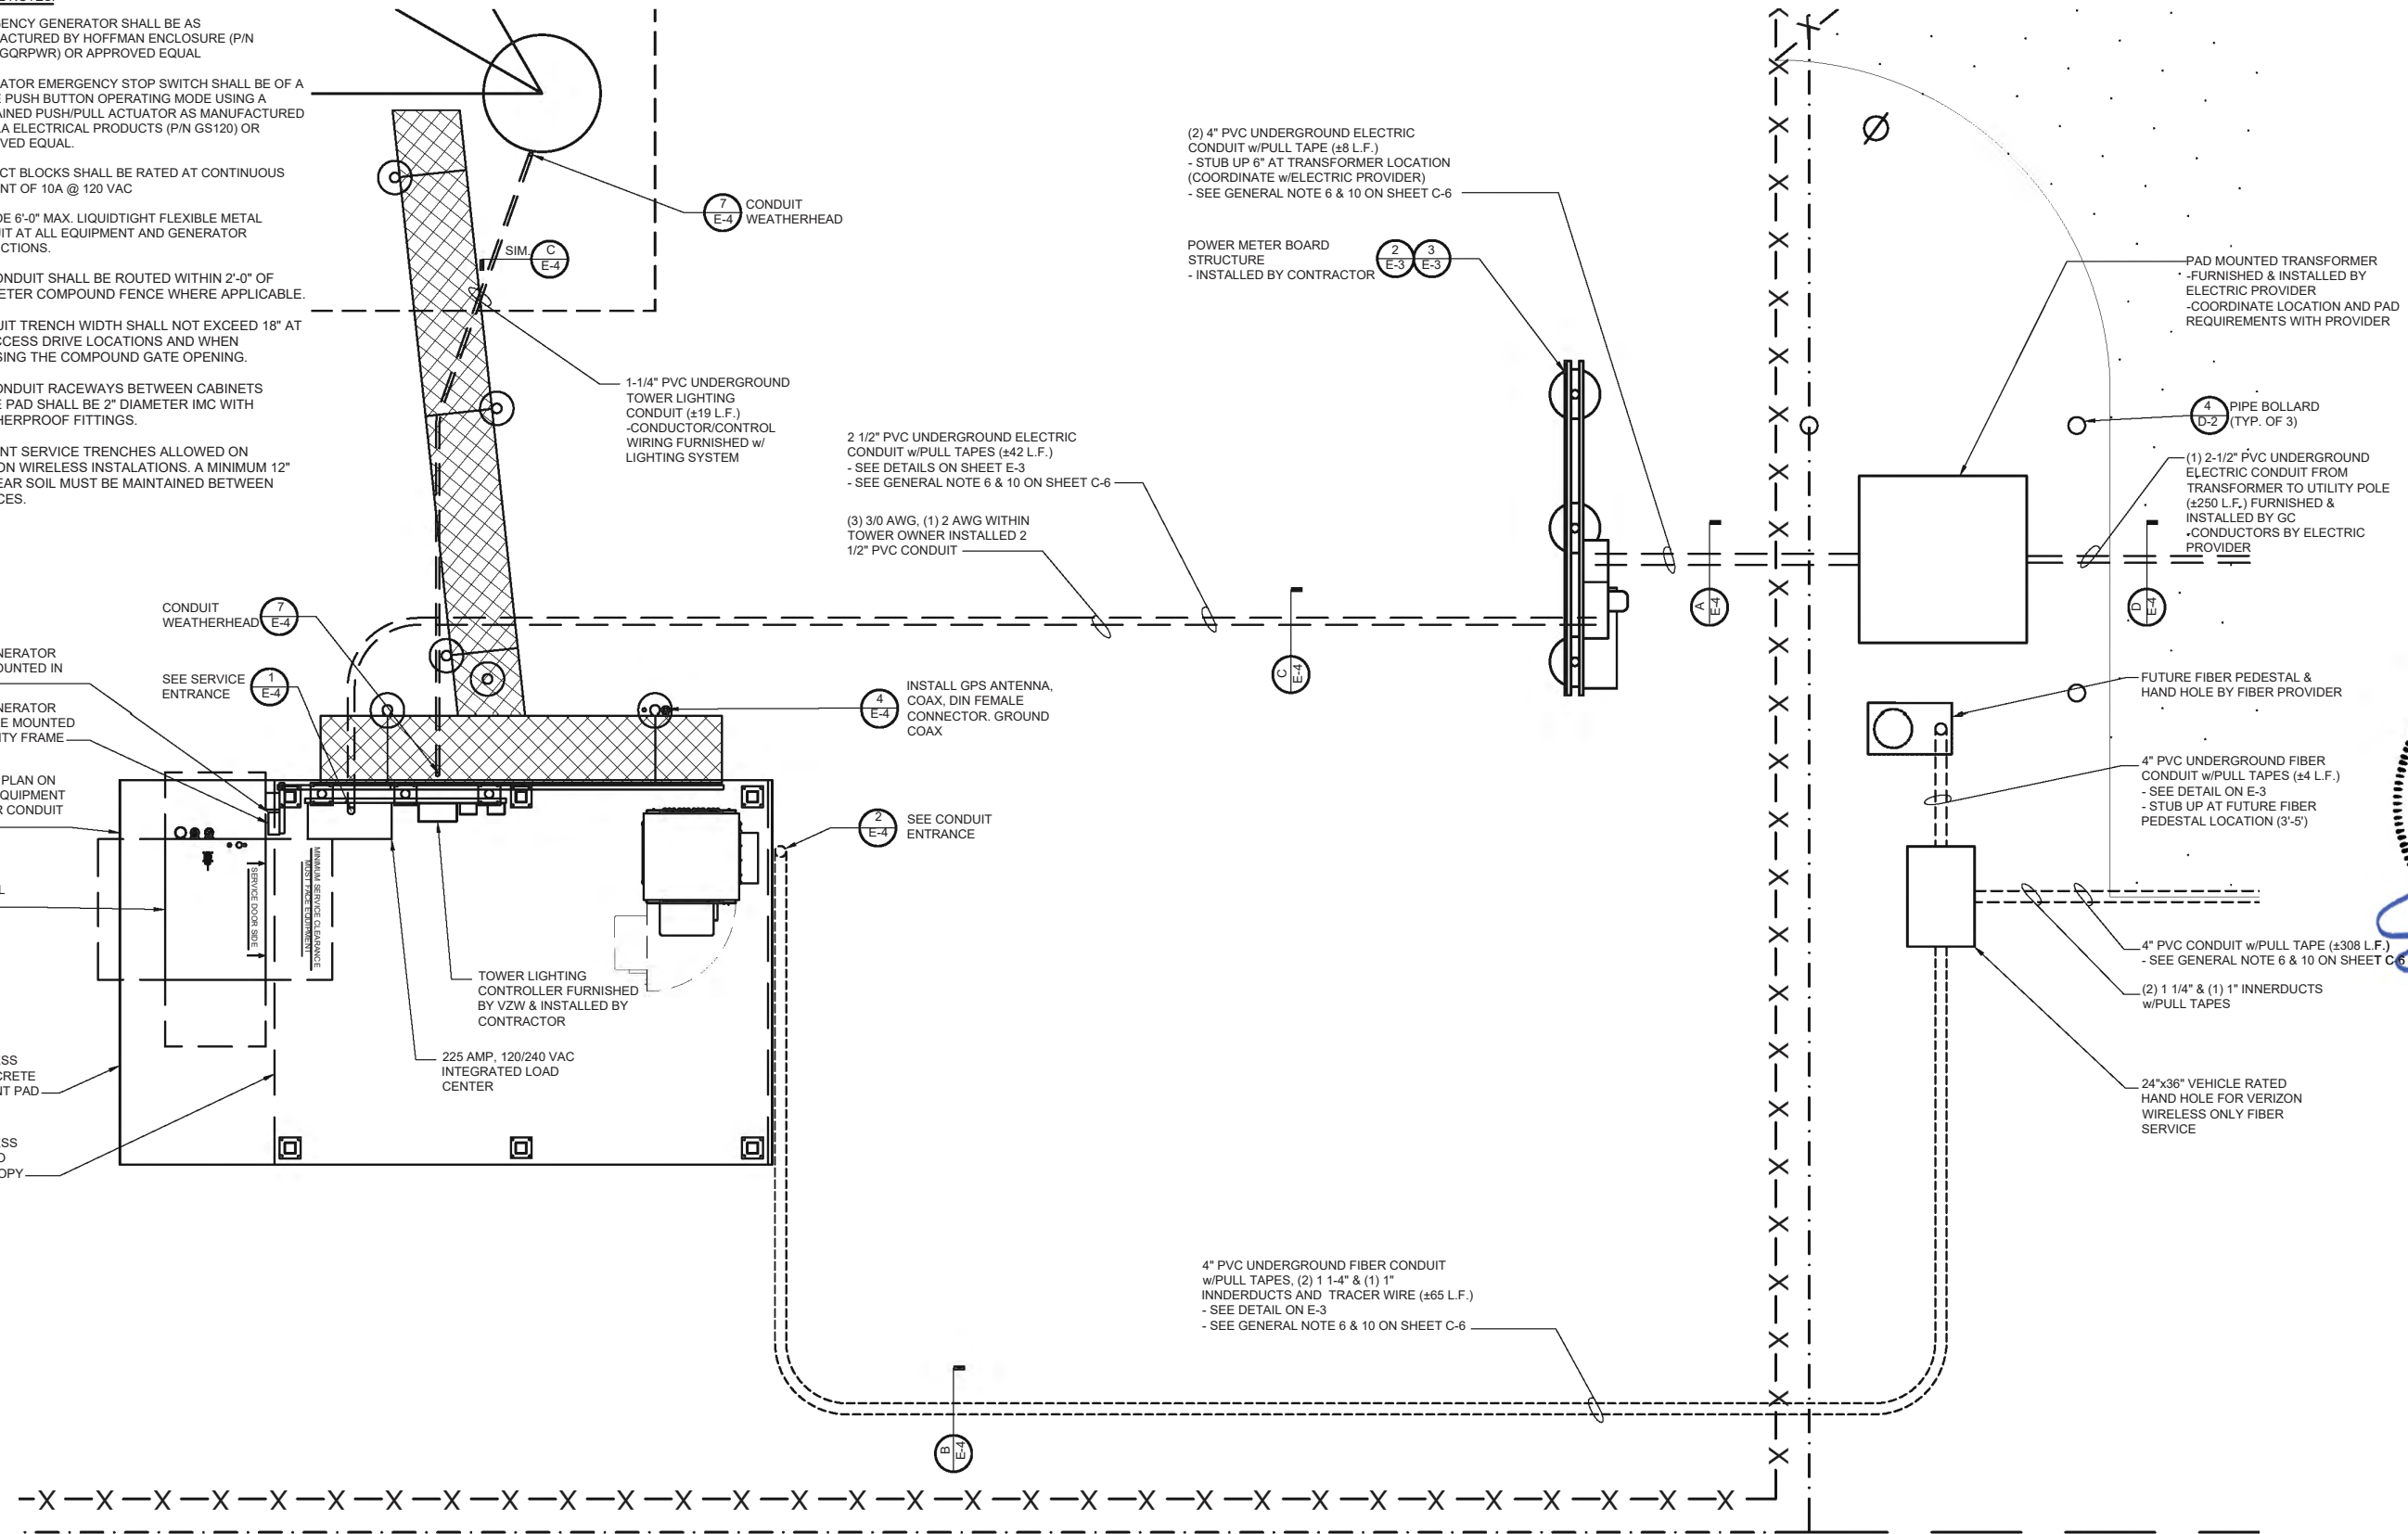 GENCY GENERATOR SHALL BE AS
FACTURED BY HOFFMAN ENCLOSURE (P/N
GQRPWR) OR APPROVED EQUAL
RATOR EMERGENCY STOP SWITCH SHALL BE OF A
E PUSH BUTTON OPERATING MODE USING A
AINED PUSH/PULL ACTUATOR AS MANUFACTURED
LA ELECTRICAL PRODUCTS (P/N GS120) OR
VED EQUAL.
CT BLOCKS SHALL BE RATED AT CONTINUOUS
NT OF 10A @ 120 VAC
DE 6'-0" MAX. LIQUIDTIGHT FLEXIBLE METAL
UIT AT ALL EQUIPMENT AND GENERATOR
CTIONS.
ONDUIT SHALL BE ROUTED WITHIN 2'-0" OF
ETER COMPOUND FENCE WHERE APPLICABLE.
UIT TRENCH WIDTH SHALL NOT EXCEED 18" AT
CCESS DRIVE LOCATIONS AND WHEN
SING THE COMPOUND GATE OPENING.
ONDUIT RACEWAYS BETWEEN CABINETS
E PAD SHALL BE 2" DIAMETER IMC WITH
HERPROOF FITTINGS.
NT SERVICE TRENCHES ALLOWED ON
ON WIRELESS INSTALATIONS. A MINIMUM 12"
EAR SOIL MUST BE MAINTAINED BETWEEN
CES.
7
E-4
CONDUIT
WEATHERHEAD
SIM.
C
E-4
1-1/4" PVC UNDERGROUND
TOWER LIGHTING
CONDUIT (±19 L.F.)
-CONDUCTOR/CONTROL
WIRING FURNISHED w/
LIGHTING SYSTEM
(2) 4" PVC UNDERGROUND ELECTRIC
CONDUIT w/PULL TAPE (±8 L.F.)
- STUB UP 6" AT TRANSFORMER LOCATION
(COORDINATE w/ELECTRIC PROVIDER)
- SEE GENERAL NOTE 6 & 10 ON SHEET C-6
POWER METER BOARD
STRUCTURE
- INSTALLED BY CONTRACTOR
2
E-3
3
E-3
2 1/2" PVC UNDERGROUND ELECTRIC
CONDUIT w/PULL TAPES (±42 L.F.)
- SEE DETAILS ON SHEET E-3
- SEE GENERAL NOTE 6 & 10 ON SHEET C-6
(3) 3/0 AWG, (1) 2 AWG WITHIN
TOWER OWNER INSTALLED 2
1/2" PVC CONDUIT
PAD MOUNTED TRANSFORMER
-FURNISHED & INSTALLED BY
ELECTRIC PROVIDER
-COORDINATE LOCATION AND PAD
REQUIREMENTS WITH PROVIDER
4
D-2
PIPE BOLLARD
(TYP. OF 3)
(1) 2-1/2" PVC UNDERGROUND
ELECTRIC CONDUIT FROM
TRANSFORMER TO UTILITY POLE
(±250 L.F.) FURNISHED &
INSTALLED BY GC
-CONDUCTORS BY ELECTRIC
PROVIDER
A
E-4
D
E-4
C
E-4
CONDUIT
WEATHERHEAD
7
E-4
SEE SERVICE
ENTRANCE
1
E-4
NERATOR
OUNTED IN
NERATOR
E MOUNTED
ITY FRAME
PLAN ON
QUIPMENT
R CONDUIT
L
4
E-4
INSTALL GPS ANTENNA,
COAX, DIN FEMALE
CONNECTOR. GROUND
COAX
2
E-4
SEE CONDUIT
ENTRANCE
SERVICE DOOR SIDE
MINIMUM SERVICE CLEARANCE
MUST FACE EQUIPMENT
TOWER LIGHTING
CONTROLLER FURNISHED
BY VZW & INSTALLED BY
CONTRACTOR
225 AMP, 120/240 VAC
INTEGRATED LOAD
CENTER
ESS
CRETE
NT PAD
ESS
D
OPY
FUTURE FIBER PEDESTAL &
HAND HOLE BY FIBER PROVIDER
4" PVC UNDERGROUND FIBER
CONDUIT w/PULL TAPES (±4 L.F.)
- SEE DETAIL ON E-3
- STUB UP AT FUTURE FIBER
PEDESTAL LOCATION (3'-5')
4" PVC CONDUIT w/PULL TAPE (±308 L.F.)
- SEE GENERAL NOTE 6 & 10 ON SHEET C-6
(2) 1 1/4" & (1) 1" INNERDUCTS
w/PULL TAPES
24"x36" VEHICLE RATED
HAND HOLE FOR VERIZON
WIRELESS ONLY FIBER
SERVICE
4" PVC UNDERGROUND FIBER CONDUIT
w/PULL TAPES, (2) 1 1-4" & (1) 1"
INNDERDUCTS AND TRACER WIRE (±65 L.F.)
- SEE DETAIL ON E-3
- SEE GENERAL NOTE 6 & 10 ON SHEET C-6
B
E-4